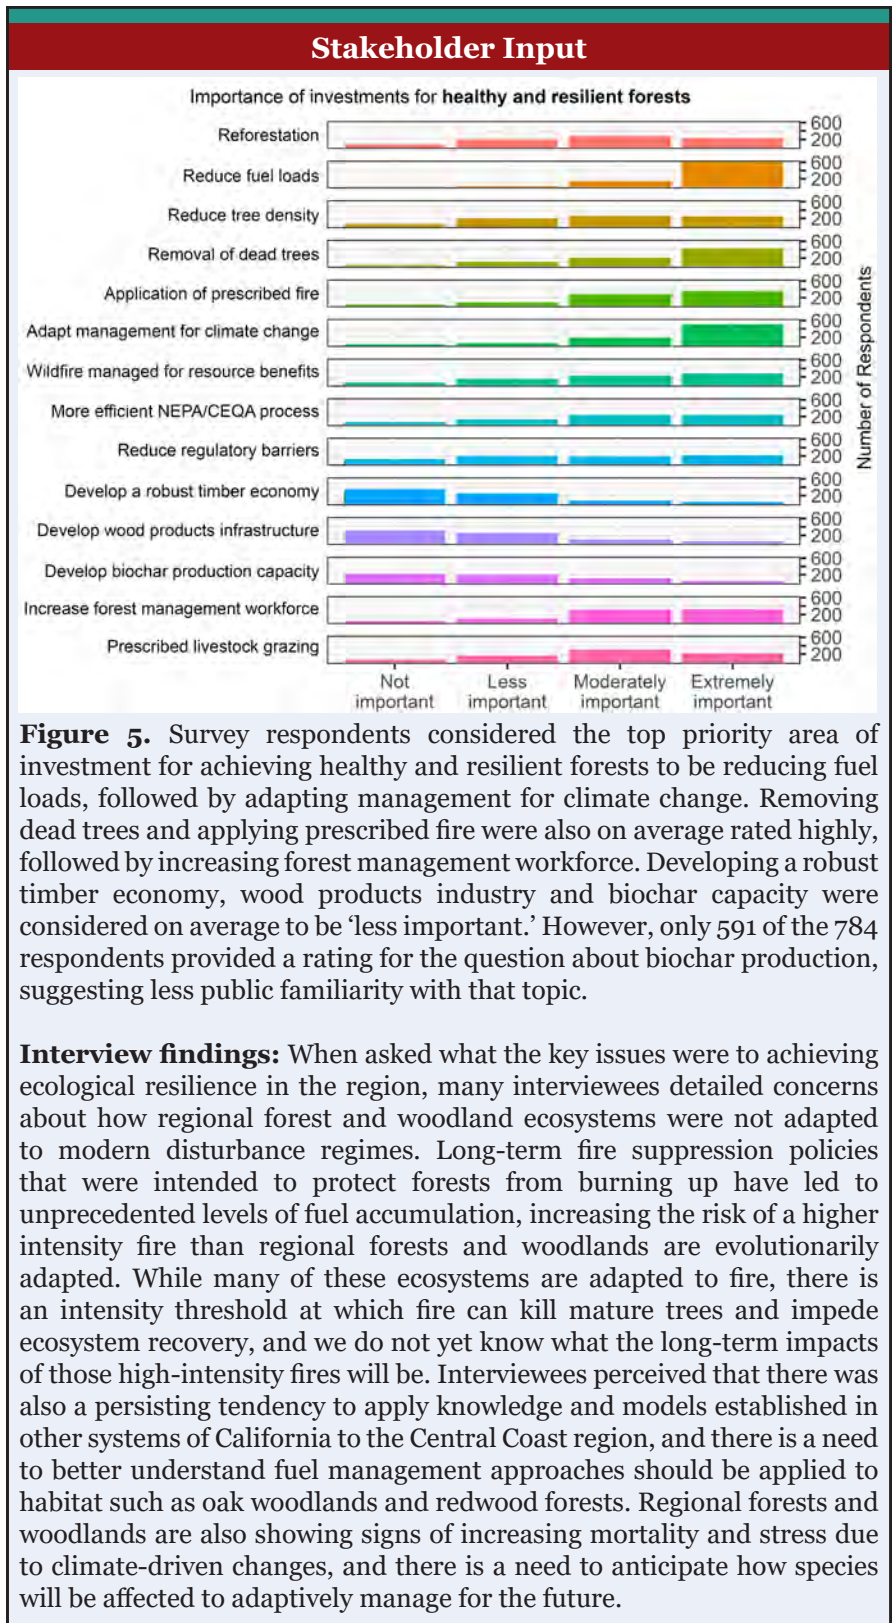 Stakeholder Input
Importance of investments for healthy and resilient forests
Reforestation
600
200
Reduce fuel loads
600
200
Reduce tree density
600
200
Removal of dead trees
600
200
Application of prescribed fire
600
200
Adapt management for climate change
600
200
Wildfire managed for resource benefits
600
200
More efficient NEPA/CEQA process
600
200
Reduce regulatory barriers
600
200
Develop a robust timber economy
600
200
Develop wood products infrastructure
600
200
Develop biochar production capacity
600
200
Increase forest management workforce
600
200
Prescribed livestock grazing
600
200
Number of Respondents
Not important
Less important
Moderately important
Extremely important
Figure 5. Survey respondents considered the top priority area of
investment for achieving healthy and resilient forests to be reducing fuel
loads, followed by adapting management for climate change. Removing
dead trees and applying prescribed fire were also on average rated highly,
followed by increasing forest management workforce. Developing a robust
timber economy, wood products industry and biochar capacity were
considered on average to be ‘less important.’ However, only 591 of the 784
respondents provided a rating for the question about biochar production,
suggesting less public familiarity with that topic.
Interview findings: When asked what the key issues were to achieving
ecological resilience in the region, many interviewees detailed concerns
about how regional forest and woodland ecosystems were not adapted
to modern disturbance regimes. Long-term fire suppression policies
that were intended to protect forests from burning up have led to
unprecedented levels of fuel accumulation, increasing the risk of a higher
intensity fire than regional forests and woodlands are evolutionarily
adapted. While many of these ecosystems are adapted to fire, there is
an intensity threshold at which fire can kill mature trees and impede
ecosystem recovery, and we do not yet know what the long-term impacts
of those high-intensity fires will be. Interviewees perceived that there was
also a persisting tendency to apply knowledge and models established in
other systems of California to the Central Coast region, and there is a need
to better understand fuel management approaches should be applied to
habitat such as oak woodlands and redwood forests. Regional forests and
woodlands are also showing signs of increasing mortality and stress due
to climate-driven changes, and there is a need to anticipate how species
will be affected to adaptively manage for the future.